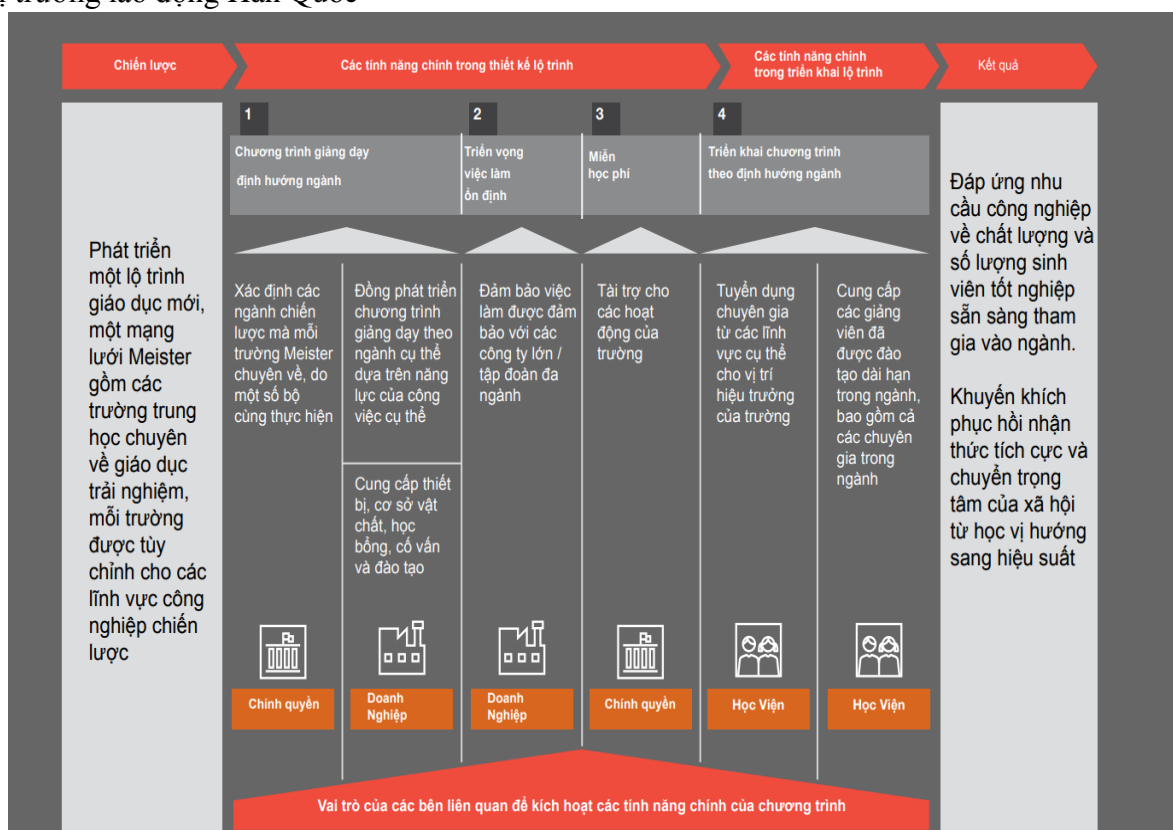 trường lao động Hàn Quốc
Chiến lược
Các tính năng chính trong thiết kế lộ trình
Các tính năng chính
trong triển khai lộ trình
Kết quả
Phát triển
một lộ trình
giáo dục mới,
một mạng
lưới Meister
gồm các
trường trung
học chuyên
về giáo dục
trải nghiệm,
mỗi trường
được tùy
chỉnh cho các
lĩnh vực công
nghiệp chiến
lược
1
Chương trình giảng dạy
định hướng ngành
2
Triển vọng
việc làm
ổn định
3
Miễn
học phí
4
Triển khai chương trình
theo định hướng ngành
Xác định các
ngành chiến
lược mà mỗi
trường Meister
chuyên về, do
một số bộ
cùng thực hiện
Chính quyền
Đồng phát triển
chương trình
giảng dạy theo
ngành cụ thể
dựa trên năng
lực của công
việc cụ thể
Cung cấp thiết
bị, cơ sở vật
chất, học
bổng, cố vấn
và đào tạo
Doanh
Nghiệp
Đảm bảo việc
làm được đảm
bảo với các
công ty lớn /
tập đoàn đa
ngành
Doanh
Nghiệp
Tài trợ cho
các hoạt
động của
trường
Chính quyền
Tuyển dụng
chuyên gia
từ các lĩnh
vực cụ thể
cho vị trí
hiệu trưởng
của trường
Học Viện
Cung cấp
các giảng
viên đã
được đào
tạo dài hạn
trong ngành,
bao gồm cả
các chuyên
gia trong
ngành
Học Viện
Đáp ứng nhu
cầu công nghiệp
về chất lượng và
số lượng sinh
viên tốt nghiệp
sẵn sàng tham
gia vào ngành.
Khuyến khích
phục hồi nhận
thức tích cực và
chuyển trọng
tâm của xã hội
từ học vị hướng
sang hiệu suất
Vai trò của các bên liên quan để kích hoạt các tính năng chính của chương trình